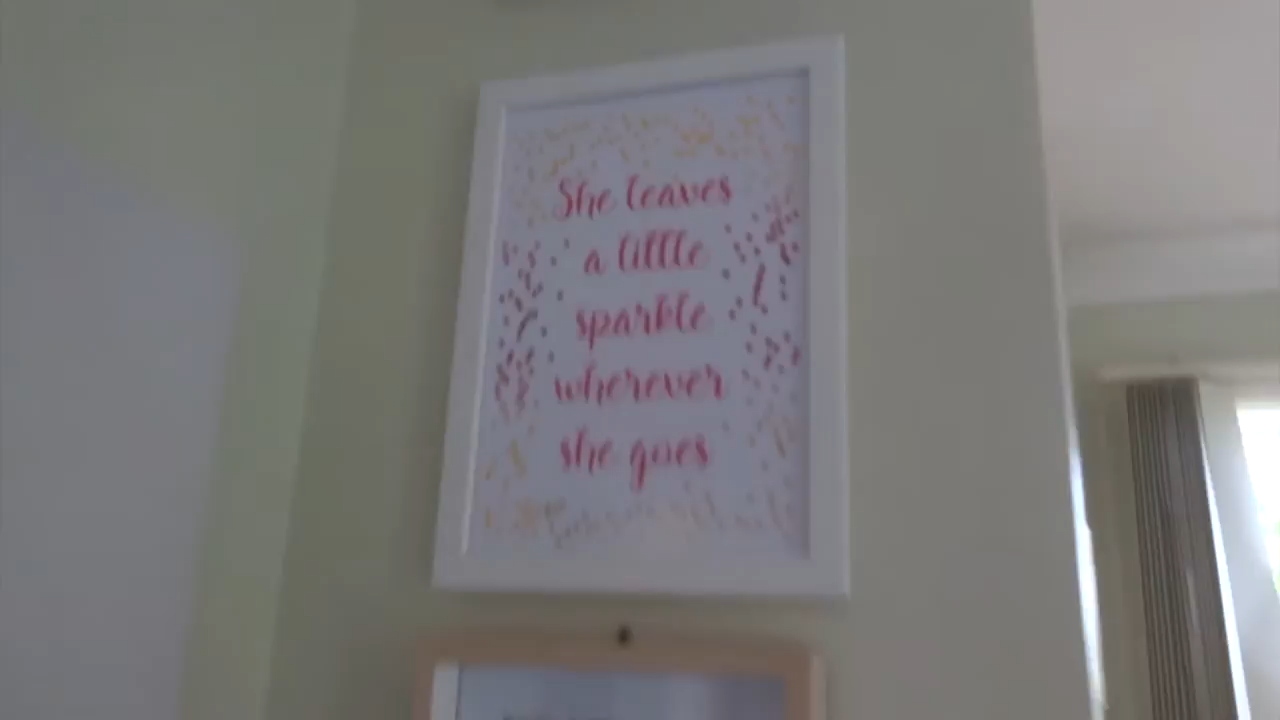 She leaves
a little
sparkle
wherever
she goes